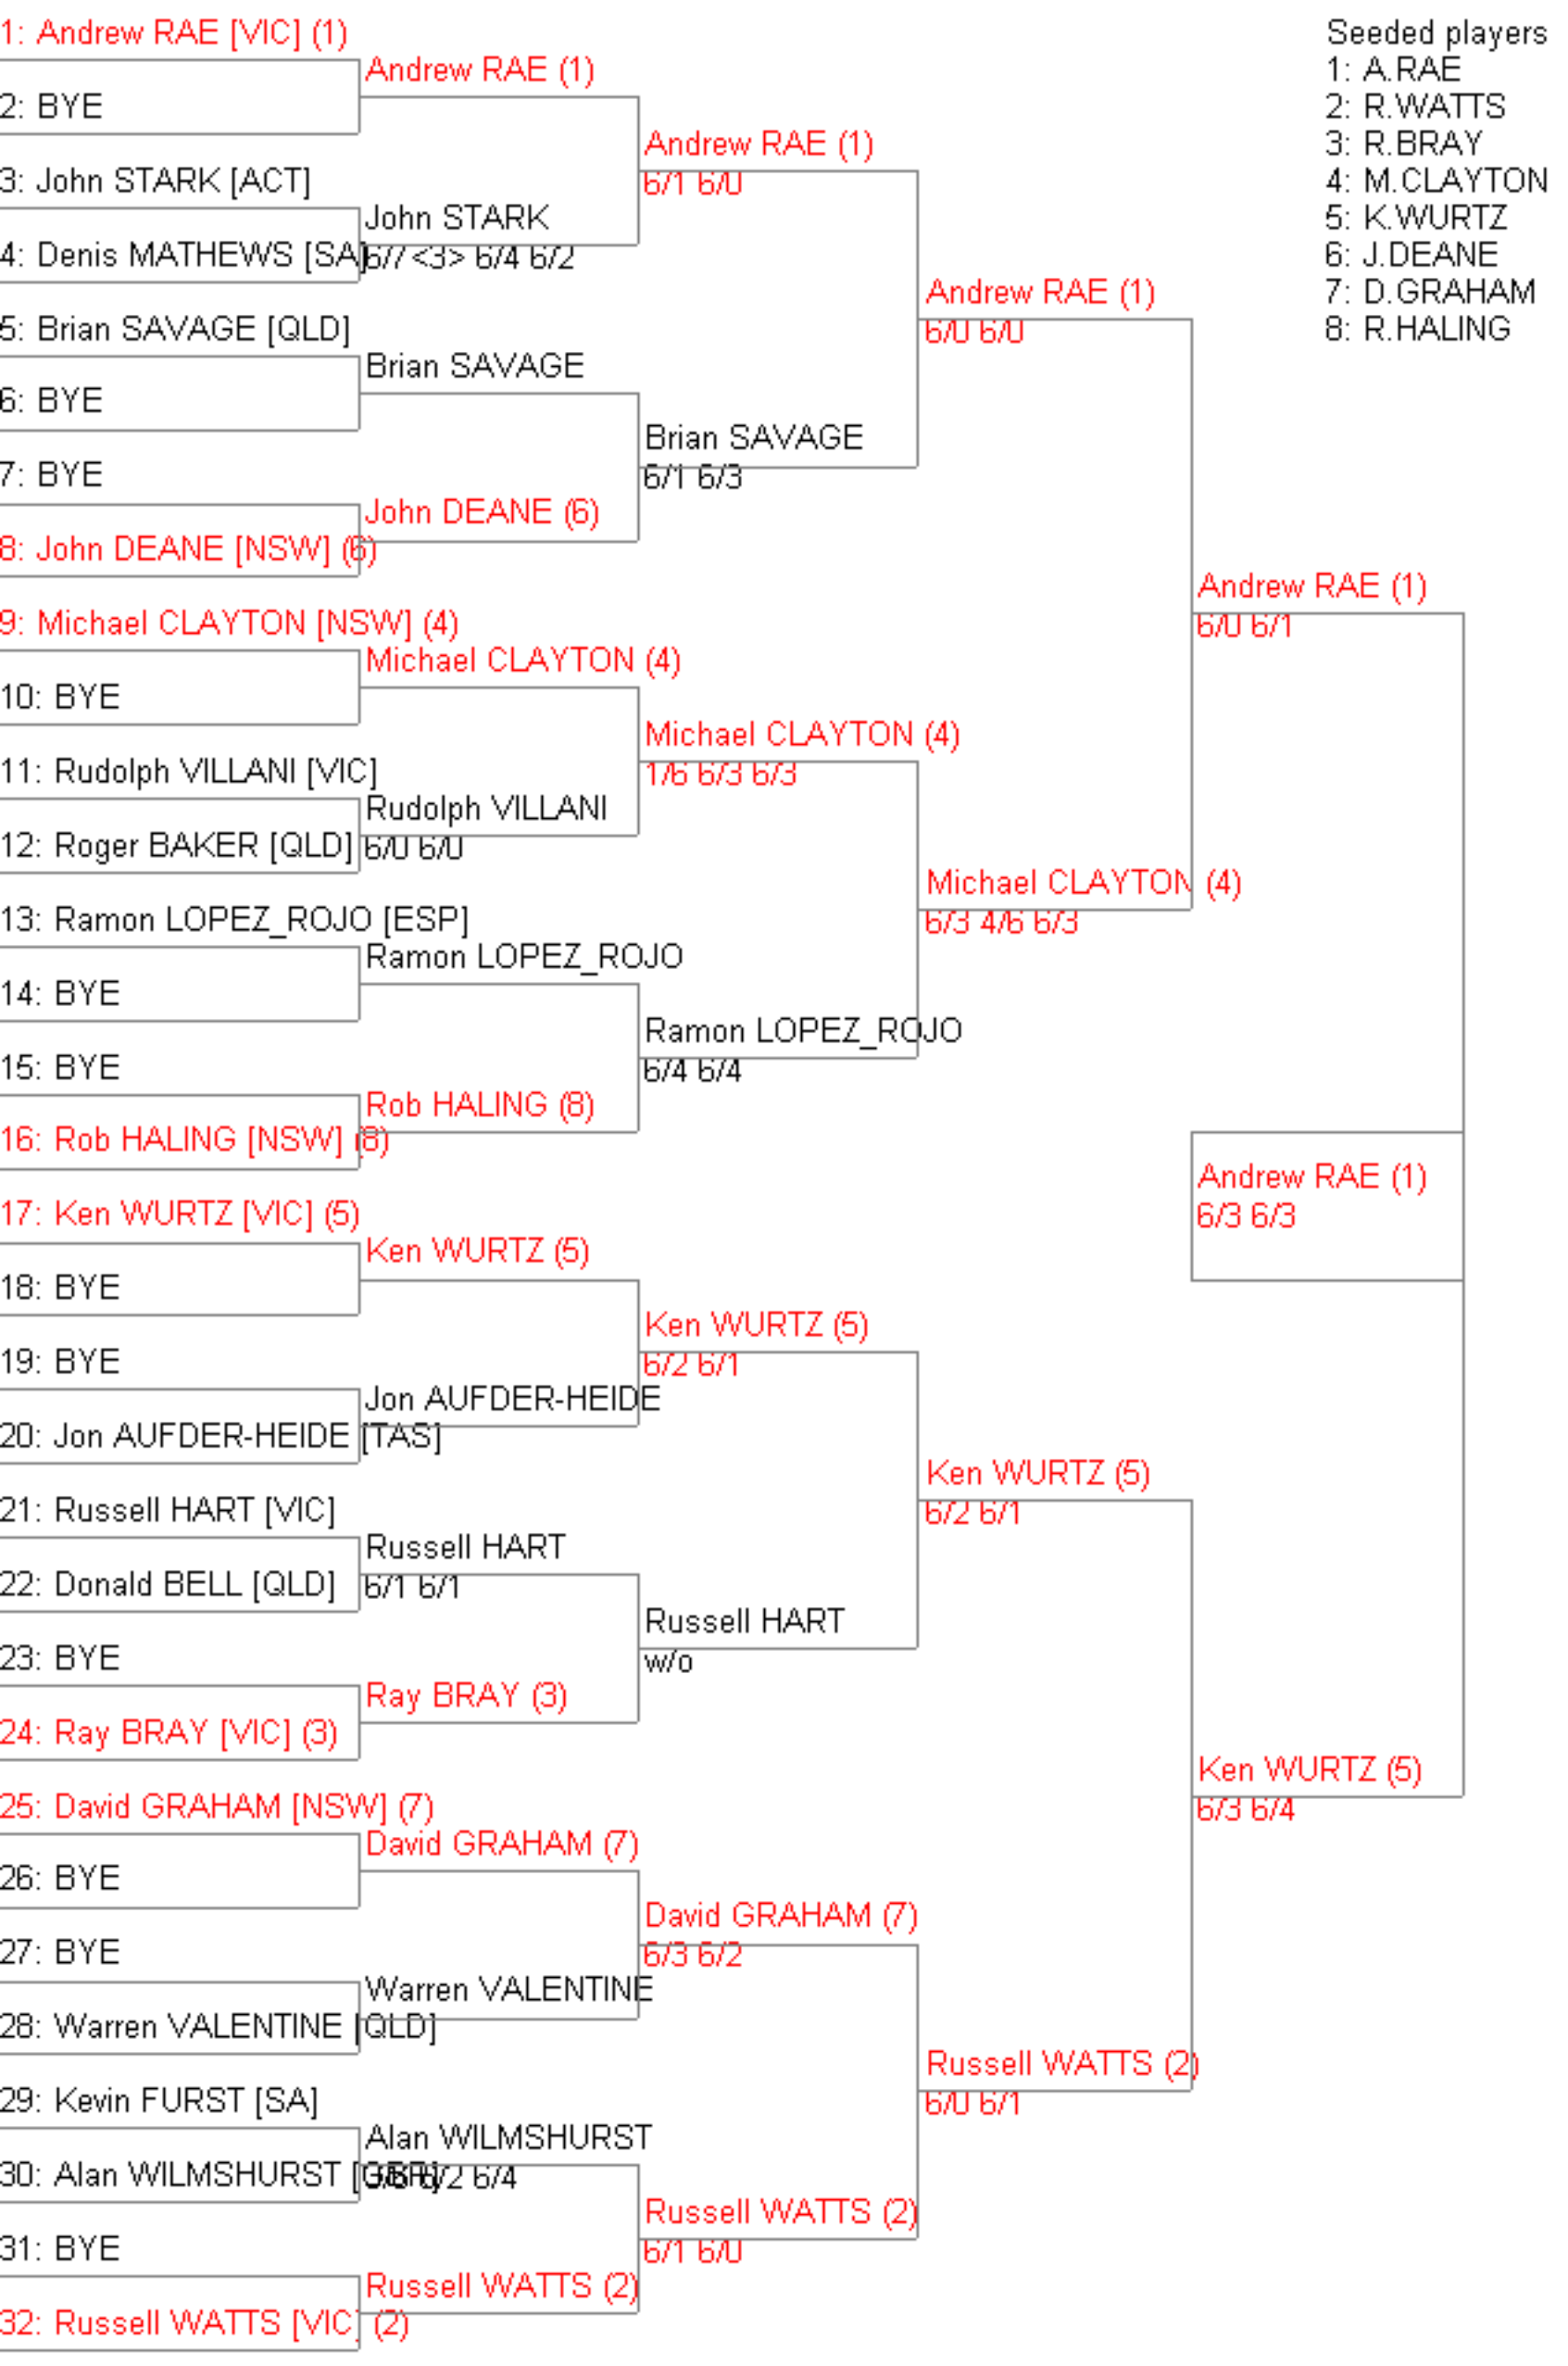 1: Andrew RAE [VIC] (1)
2: BYE
3: John STARK [ACT]
4: Denis MATHEWS [SA]
5: Brian SAVAGE [QLD]
6: BYE
7: BYE
8: John DEANE [NSW] (6)
9: Michael CLAYTON [NSW] (4)
10: BYE
11: Rudolph VILLANI [VIC]
12: Roger BAKER [QLD]
13: Ramon LOPEZ_ROJO [ESP]
14: BYE
15: BYE
16: Rob HALING [NSW] (8)
17: Ken WURTZ [VIC] (5)
18: BYE
19: BYE
20: Jon AUFDER-HEIDE [TAS]
21: Russell HART [VIC]
22: Donald BELL [QLD]
23: BYE
24: Ray BRAY [VIC] (3)
25: David GRAHAM [NSW] (7)
26: BYE
27: BYE
28: Warren VALENTINE [QLD]
29: Kevin FURST [SA]
30: Alan WILMSHURST
31: BYE
32: Russell WATTS [VIC] (2)
Andrew RAE (1)
John STARK
6/7 <3> 6/4 6/2
Brian SAVAGE
John DEANE (6)
Michael CLAYTON (4)
Rudolph VILLANI
6/0 6/0
Ramon LOPEZ_ROJO
Rob HALING (8)
Ken WURTZ (5)
Jon AUFDER-HEIDE
Russell HART
6/1 6/1
Ray BRAY (3)
David GRAHAM (7)
Warren VALENTINE
Alan WILMSHURST
6/4
Russell WATTS (2)
Andrew RAE (1)
6/1 6/0
Brian SAVAGE
6/1 6/3
Michael CLAYTON (4)
1/6 6/3 6/3
Ramon LOPEZ_ROJO
6/4 6/4
Ken WURTZ (5)
6/2 6/1
Russell HART
w/o
David GRAHAM (7)
6/3 6/2
Russell WATTS (2)
6/1 6/0
Andrew RAE (1)
6/0 6/0
Michael CLAYTON (4)
6/3 4/6 6/3
Ken WURTZ (5)
6/2 6/1
Russell WATTS (2)
6/0 6/1
Andrew RAE (1)
6/0 6/1
Ken WURTZ (5)
6/3 6/4
Andrew RAE (1)
6/3 6/3
Seeded players
1: A.RAE
2: R.WATTS
3: R.BRAY
4: M.CLAYTON
5: K.WURTZ
6: J.DEANE
7: D.GRAHAM
8: R.HALING